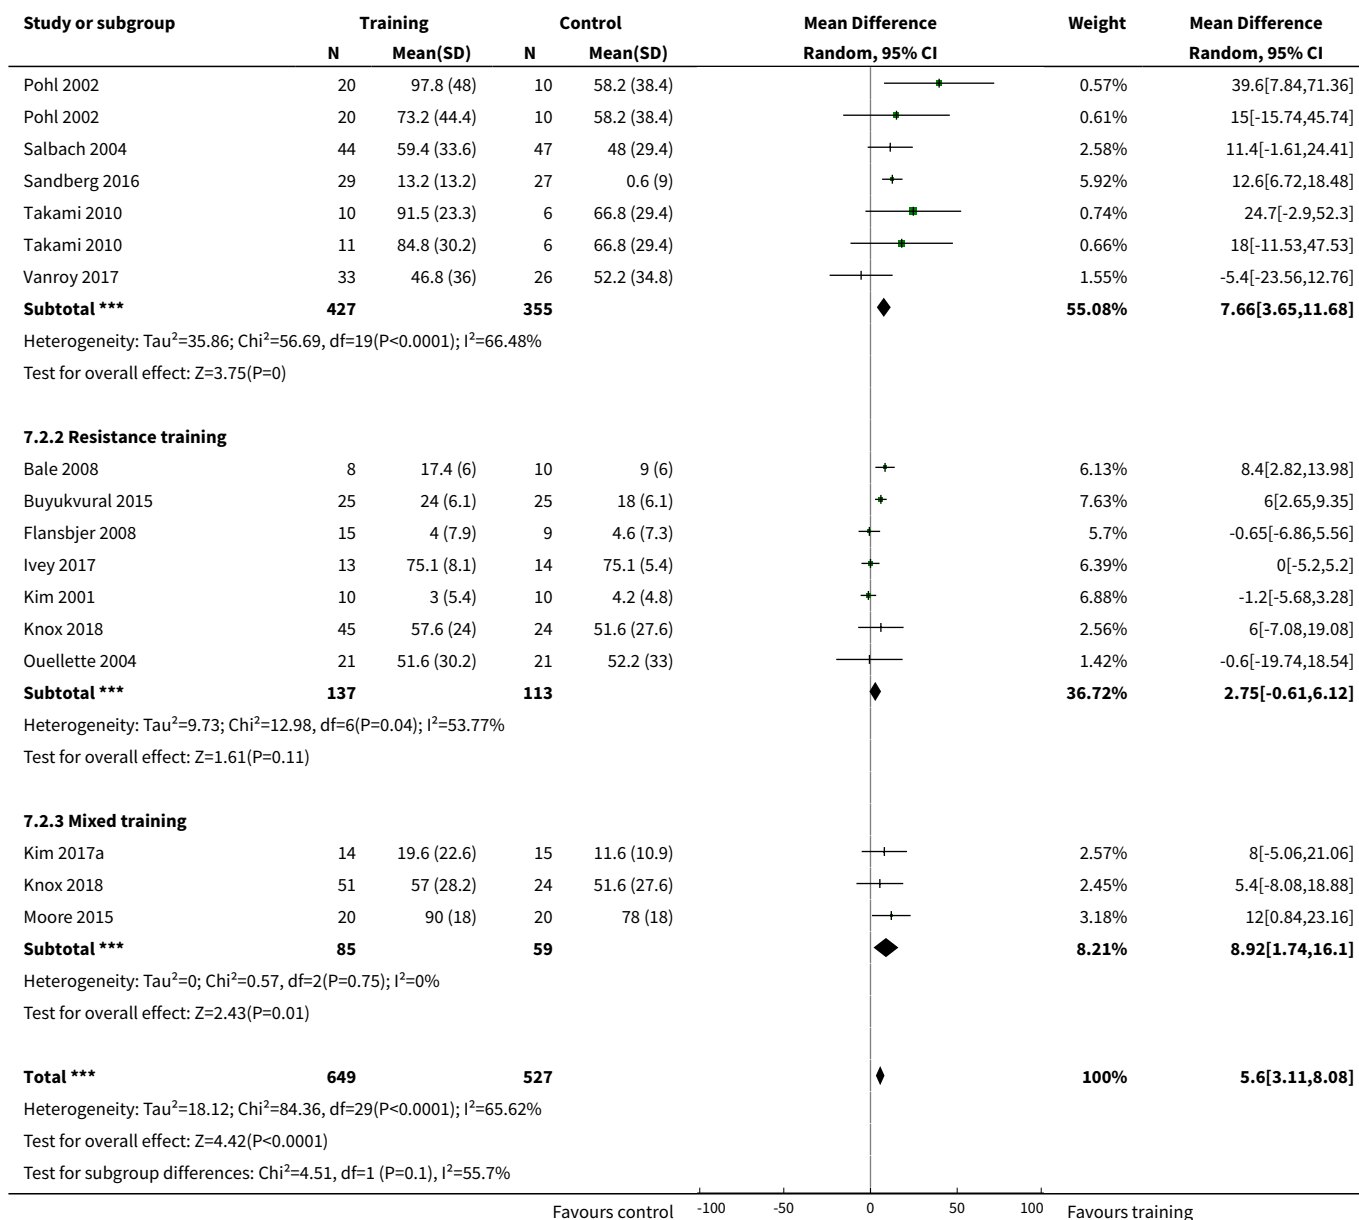 Study or subgroup Training Control Mean Difference Weight Mean Difference
N Mean(SD) N Mean(SD) Random, 95% CI Random, 95% CI
Pohl 2002 20 97.8 (48) 10 58.2 (38.4) 0.57% 39.6[7.84,71.36]
Pohl 2002 20 73.2 (44.4) 10 58.2 (38.4) 0.61% 15[-15.74,45.74]
Salbach 2004 44 59.4 (33.6) 47 48 (29.4) 2.58% 11.4[-1.61,24.41]
Sandberg 2016 29 13.2 (13.2) 27 0.6 (9) 5.92% 12.6[6.72,18.48]
Takami 2010 10 91.5 (23.3) 6 66.8 (29.4) 0.74% 24.7[-2.9,52.3]
Takami 2010 11 84.8 (30.2) 6 66.8 (29.4) 0.66% 18[-11.53,47.53]
Vanroy 2017 33 46.8 (36) 26 52.2 (34.8) 1.55% -5.4[-23.56,12.76]
Subtotal *** 427 355 55.08% 7.66[3.65,11.68]
Heterogeneity: Tau²=35.86; Chi²=56.69, df=19(P<0.0001); I²=66.48%
Test for overall effect: Z=3.75(P=0)
7.2.2 Resistance training
Bale 2008 8 17.4 (6) 10 9 (6) 6.13% 8.4[2.82,13.98]
Buyukvural 2015 25 24 (6.1) 25 18 (6.1) 7.63% 6[2.65,9.35]
Flansbjer 2008 15 4 (7.9) 9 4.6 (7.3) 5.7% -0.65[-6.86,5.56]
Ivey 2017 13 75.1 (8.1) 14 75.1 (5.4) 6.39% 0[-5.2,5.2]
Kim 2001 10 3 (5.4) 10 4.2 (4.8) 6.88% -1.2[-5.68,3.28]
Knox 2018 45 57.6 (24) 24 51.6 (27.6) 2.56% 6[-7.08,19.08]
Ouellette 2004 21 51.6 (30.2) 21 52.2 (33) 1.42% -0.6[-19.74,18.54]
Subtotal *** 137 113 36.72% 2.75[-0.61,6.12]
Heterogeneity: Tau²=9.73; Chi²=12.98, df=6(P=0.04); I²=53.77%
Test for overall effect: Z=1.61(P=0.11)
7.2.3 Mixed training
Kim 2017a 14 19.6 (22.6) 15 11.6 (10.9) 2.57% 8[-5.06,21.06]
Knox 2018 51 57 (28.2) 24 51.6 (27.6) 2.45% 5.4[-8.08,18.88]
Moore 2015 20 90 (18) 20 78 (18) 3.18% 12[0.84,23.16]
Subtotal *** 85 59 8.21% 8.92[1.74,16.1]
Heterogeneity: Tau²=0; Chi²=0.57, df=2(P=0.75); I²=0%
Test for overall effect: Z=2.43(P=0.01)
Total *** 649 527 100% 5.6[3.11,8.08]
Heterogeneity: Tau²=18.12; Chi²=84.36, df=29(P<0.0001); I²=65.62%
Test for overall effect: Z=4.42(P<0.0001)
Test for subgroup differences: Chi²=4.51, df=1 (P=0.1), I²=55.7%
Favours control -100 -50 0 50 100 Favours training